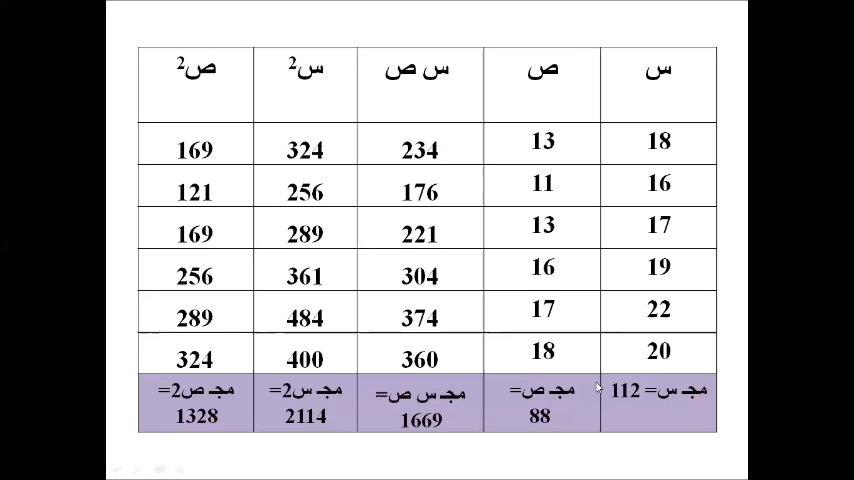 س ص س ص س2 ص2
18 13 234 324 169
16 11 176 256 121
17 13 221 289 169
19 16 304 361 256
22 17 374 484 289
20 18 360 400 324
مجـ س= 112 مجـ ص= مجـ س ص= مجـ س2= مجـ ص2=
88 1669 2114 1328